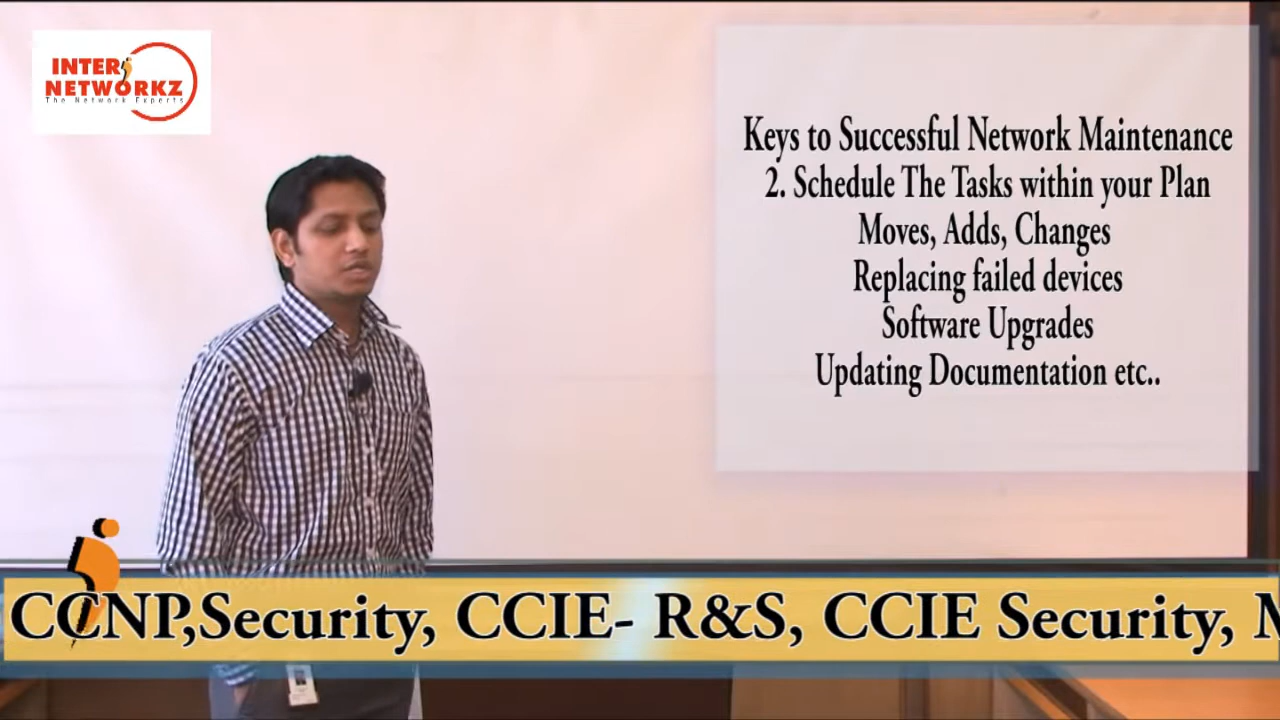 INTER
NETWORKZ
The Network Experts
Keys to Successful Network Maintenance
2. Schedule The Tasks within your Plan
Moves, Adds, Changes
Replacing failed devices
Software Upgrades
Updating Documentation etc..
CCNP,Security, CCIE- R&S, CCIE Security, M